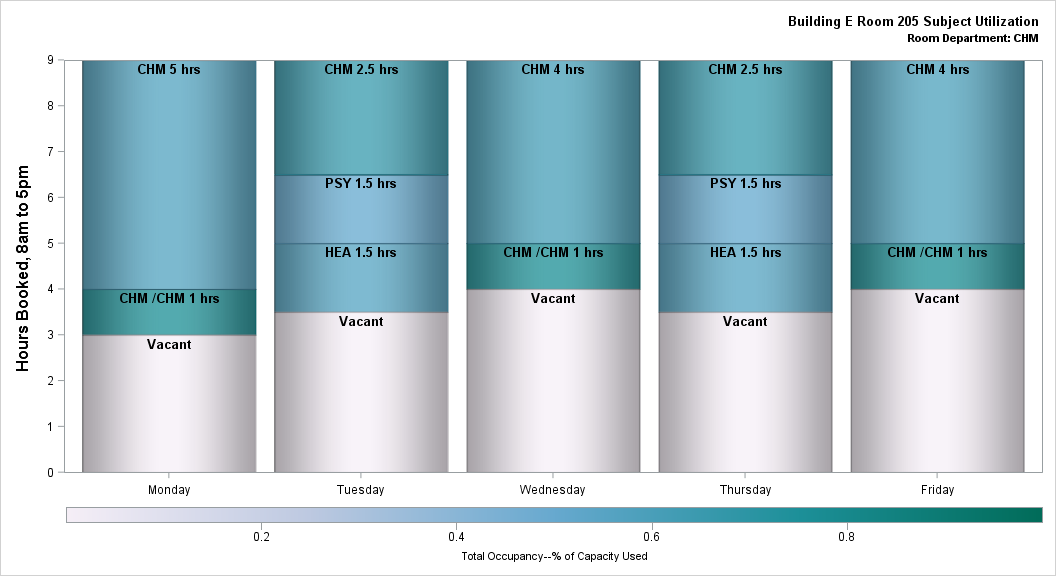 Building E Room 205 Subject Utilization
Room Department: CHM
Hours Booked, 8am to 5pm
9
8
7
6
5
4
3
2
1
0
CHM 5 hrs
CHM /CHM 1 hrs
Vacant
CHM 2.5 hrs
PSY 1.5 hrs
HEA 1.5 hrs
Vacant
CHM 4 hrs
CHM /CHM 1 hrs
Vacant
CHM 2.5 hrs
PSY 1.5 hrs
HEA 1.5 hrs
Vacant
CHM 4 hrs
CHM /CHM 1 hrs
Vacant
Monday Tuesday Wednesday Thursday Friday
0.2 0.4 0.6 0.8
Total Occupancy--% of Capacity Used